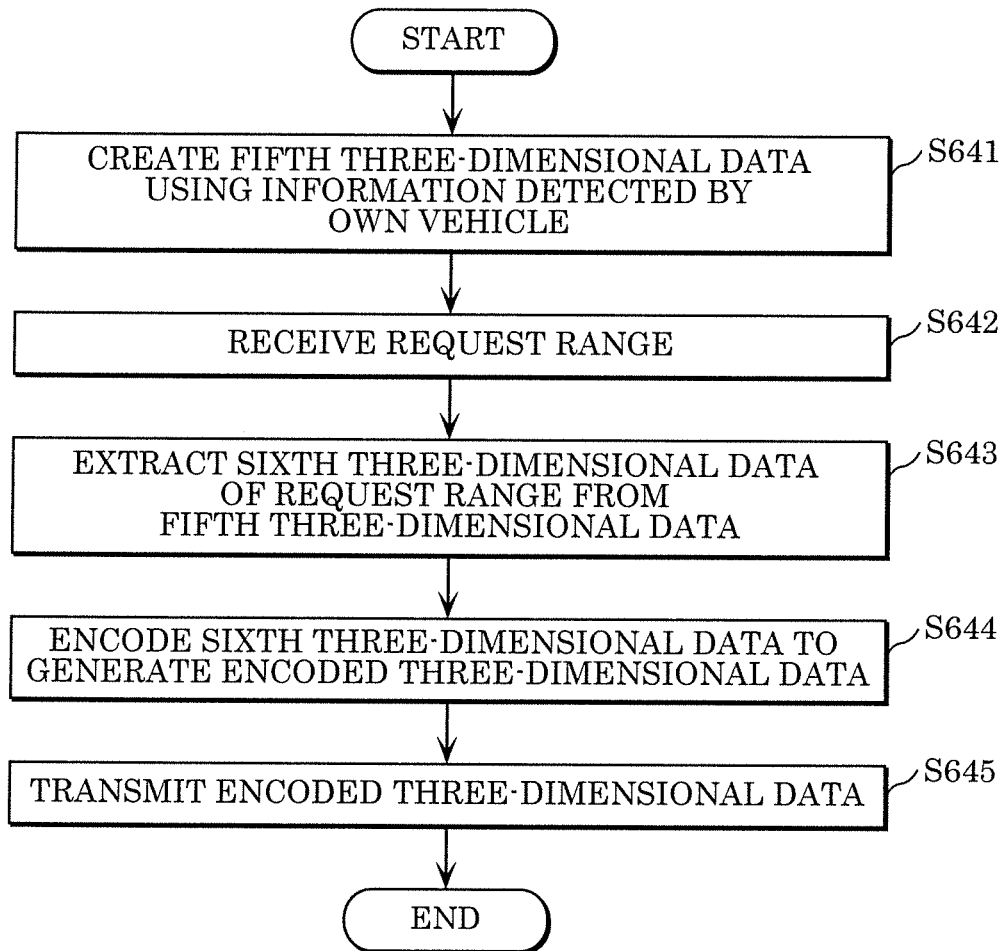 START
CREATE FIFTH THREE-DIMENSIONAL DATA
USING INFORMATION DETECTED BY
OWN VEHICLE
S641
RECEIVE REQUEST RANGE
S642
EXTRACT SIXTH THREE-DIMENSIONAL DATA
OF REQUEST RANGE FROM
FIFTH THREE-DIMENSIONAL DATA
S643
ENCODE SIXTH THREE-DIMENSIONAL DATA TO
GENERATE ENCODED THREE-DIMENSIONAL DATA
S644
TRANSMIT ENCODED THREE-DIMENSIONAL DATA
S645
END